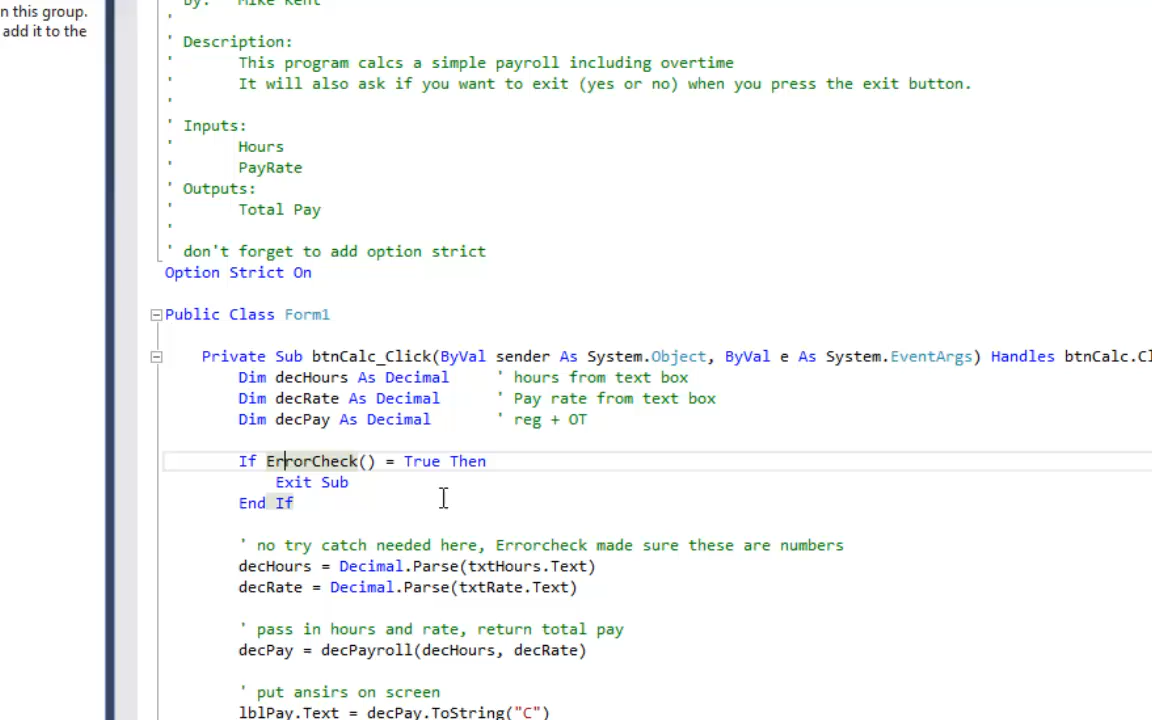 n this group.
add it to the
' By: Mike Kent
'
' Description:
' This program calcs a simple payroll including overtime
' It will also ask if you want to exit (yes or no) when you press the exit button.
'
' Inputs:
' Hours
' PayRate
' Outputs:
' Total Pay
'
' don't forget to add option strict
Option Strict On
Public Class Form1
Private Sub btnCalc_Click(ByVal sender As System.Object, ByVal e As System.EventArgs) Handles btnCalc.Cl
Dim decHours As Decimal ' hours from text box
Dim decRate As Decimal ' Pay rate from text box
Dim decPay As Decimal ' reg + OT
If ErrorCheck() = True Then
Exit Sub
End If
' no try catch needed here, Errorcheck made sure these are numbers
decHours = Decimal.Parse(txtHours.Text)
decRate = Decimal.Parse(txtRate.Text)
' pass in hours and rate, return total pay
decPay = decPayroll(decHours, decRate)
' put ansirs on screen
lblPay.Text = decPay.ToString("C")